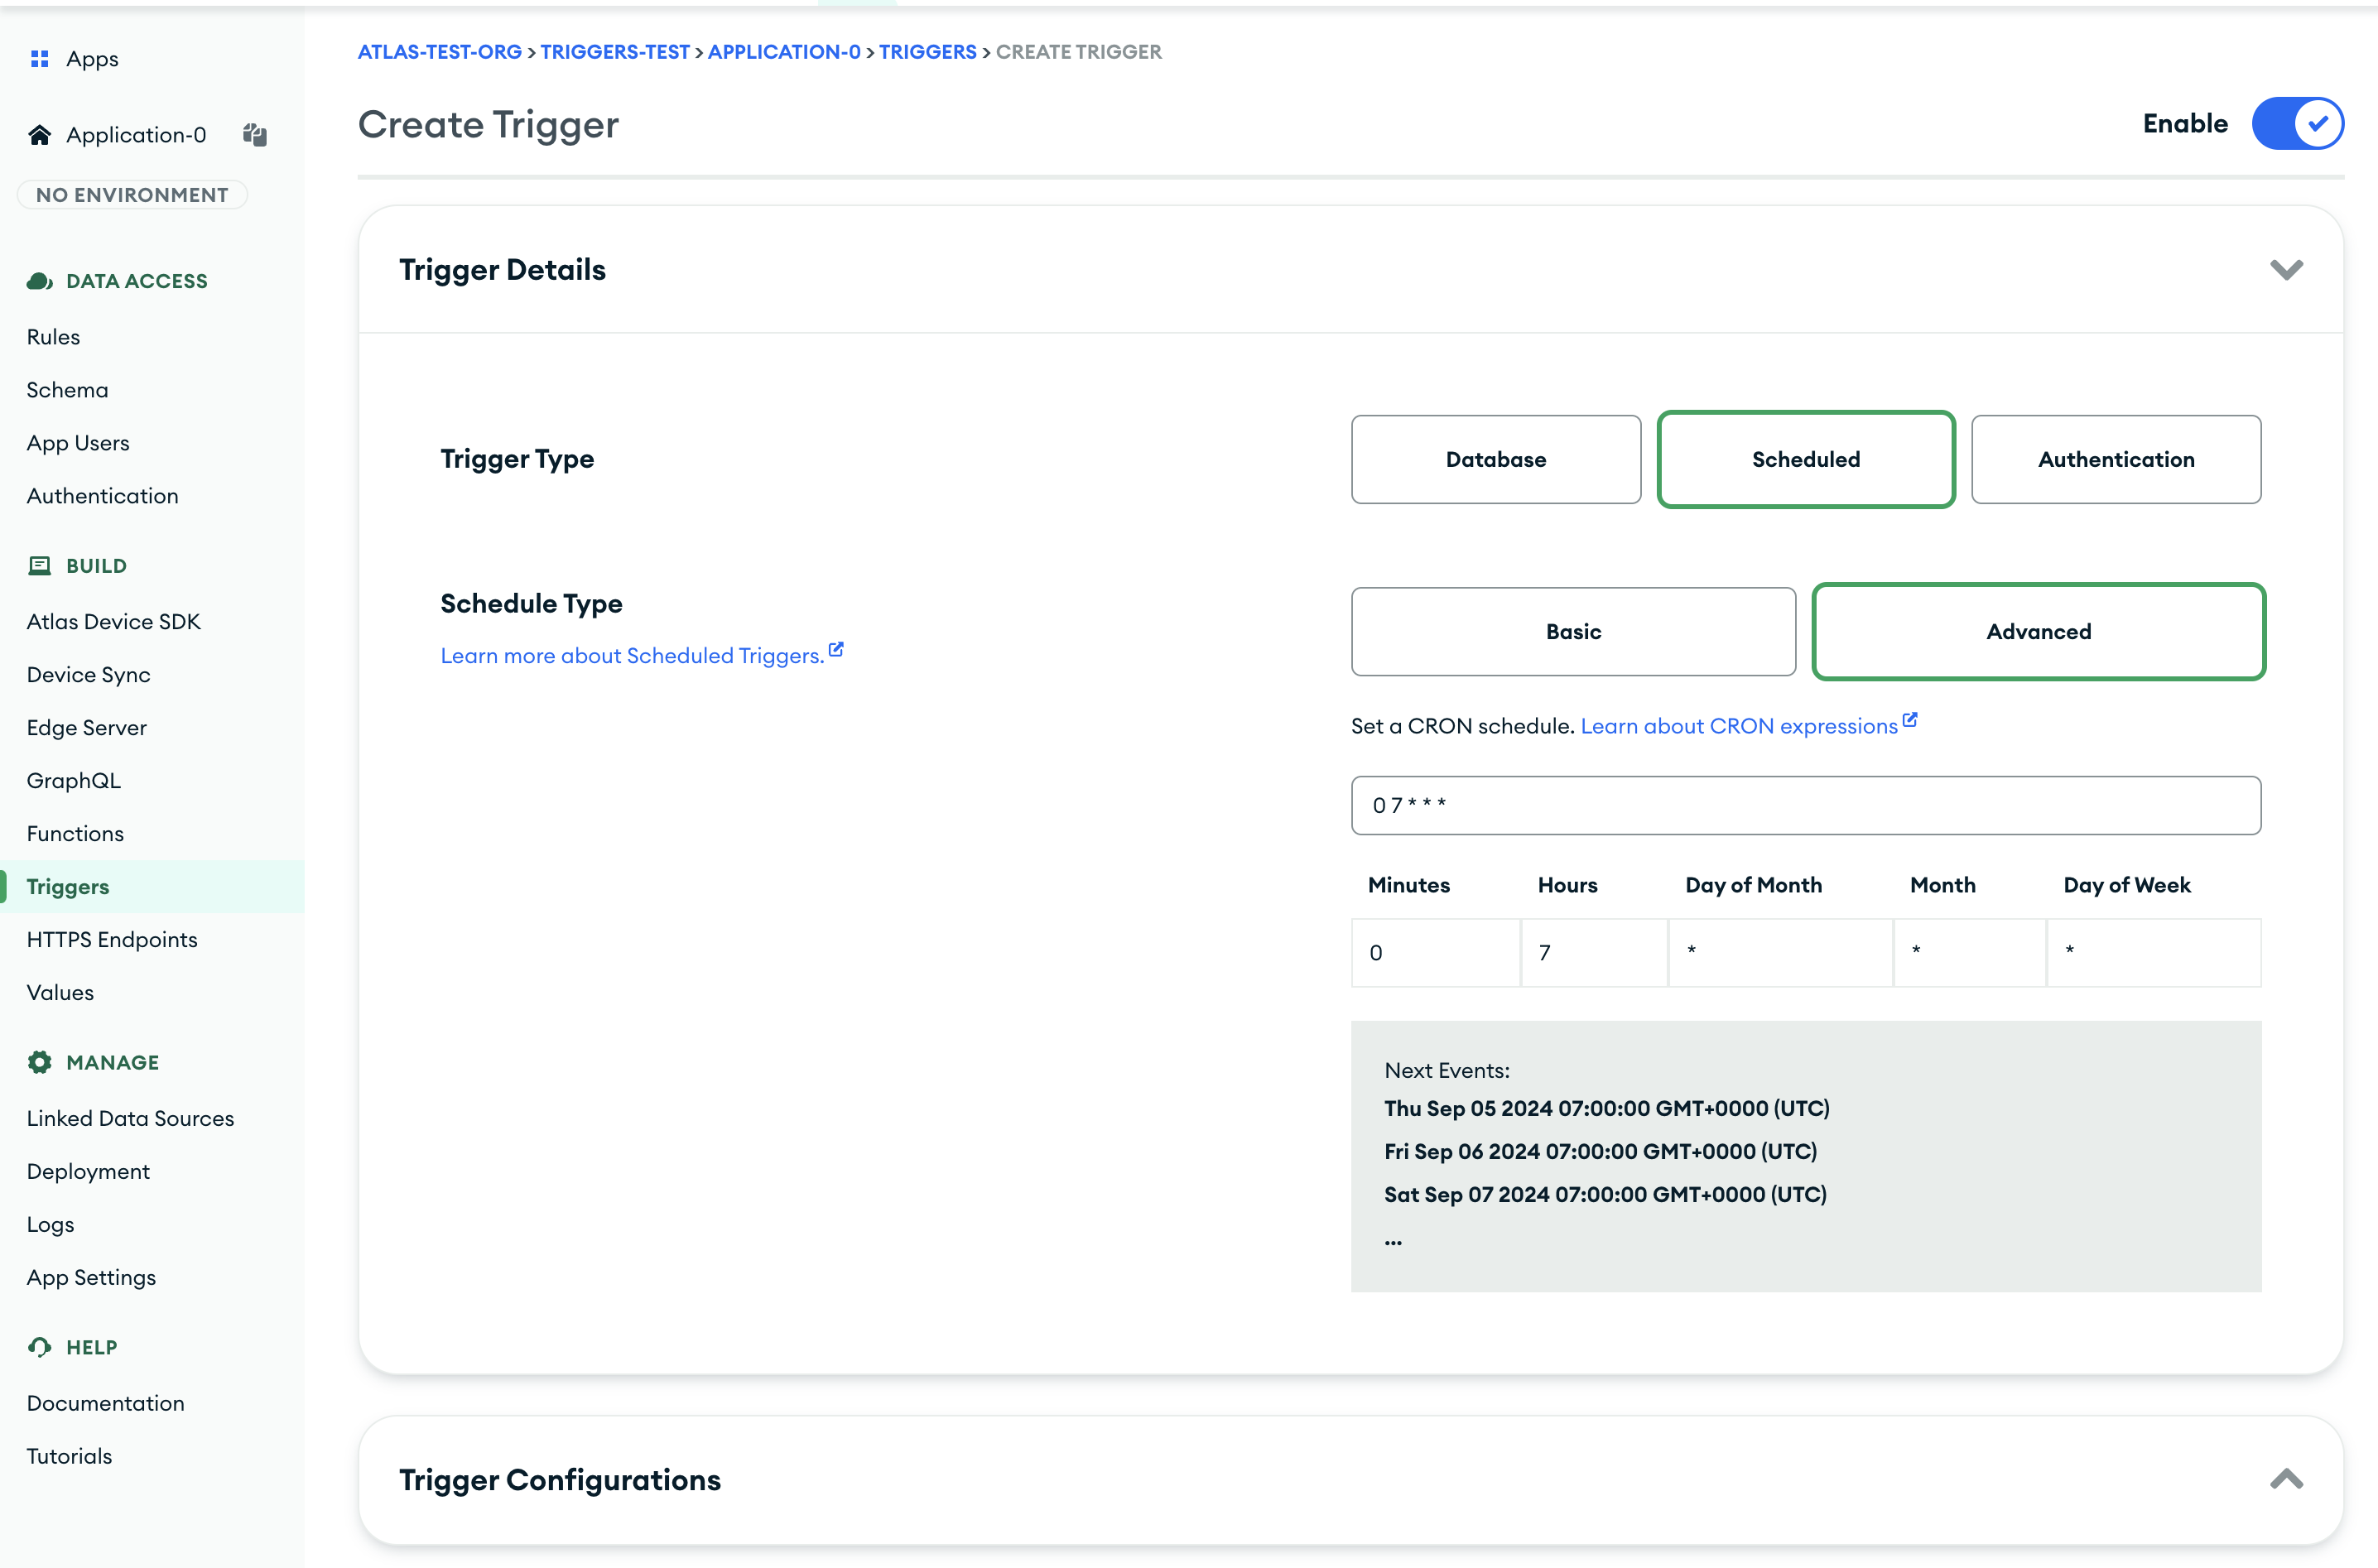 Apps
Application-0
NO ENVIRONMENT
DATA ACCESS
Rules
Schema
App Users
Authentication
BUILD
Atlas Device SDK
Device Sync
Edge Server
GraphQL
Functions
Triggers
HTTPS Endpoints
Values
MANAGE
Linked Data Sources
Deployment
Logs
App Settings
HELP
Documentation
Tutorials
ATLAS-TEST-ORG > TRIGGERS-TEST > APPLICATION-0 > TRIGGERS > CREATE TRIGGER
Create Trigger
Enable
Trigger Details
Trigger Type
Database
Scheduled
Authentication
Schedule Type
Learn more about Scheduled Triggers.
Basic
Advanced
Set a CRON schedule. Learn about CRON expressions
0 7 * * *
Minutes Hours Day of Month Month Day of Week
0 7 * * *
Next Events:
Thu Sep 05 2024 07:00:00 GMT+0000 (UTC)
Fri Sep 06 2024 07:00:00 GMT+0000 (UTC)
Sat Sep 07 2024 07:00:00 GMT+0000 (UTC)
...
Trigger Configurations